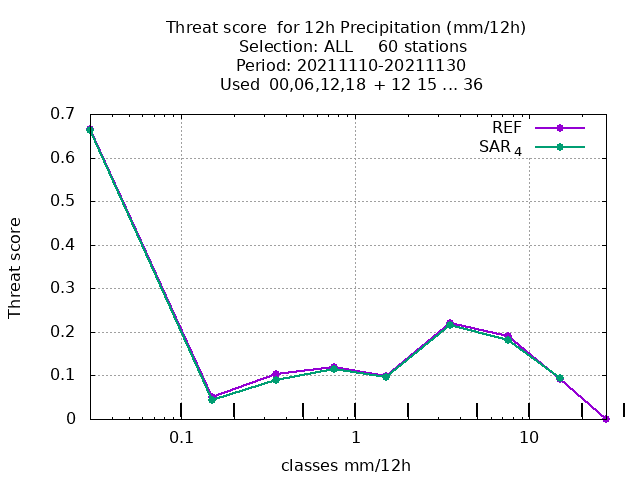 Threat score  for 12h Precipitation (mm/12h)
Selection: ALL     60 stations
Period: 20211110-20211130
Used  00,06,12,18  + 12 15 ... 36
REF
SAR 4
0.7
0.6
0.5
0.4
0.3
0.2
0.1
0
Threat score
0.1
1
10
classes mm/12h